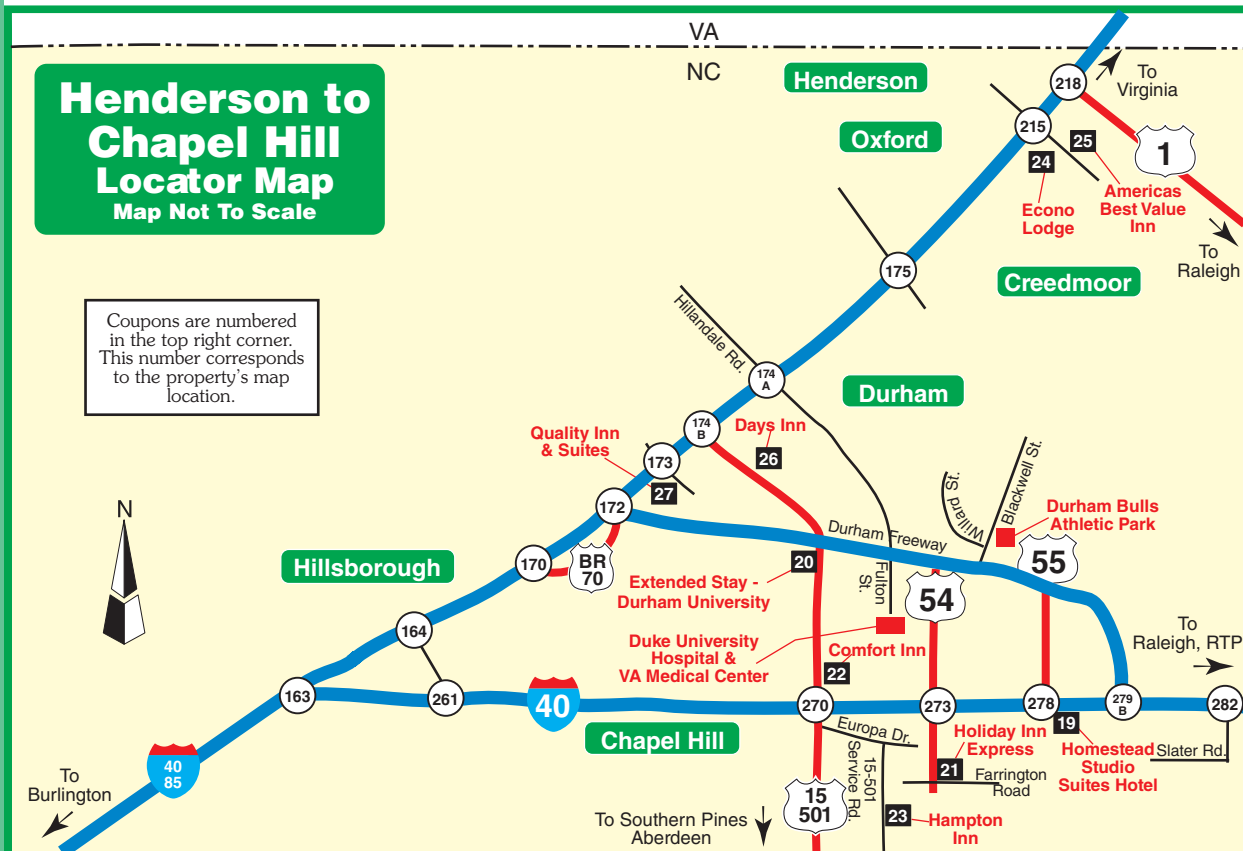 VA
NC
Henderson to
Chapel Hill
Locator Map
Map Not To Scale
Henderson
Oxford
218
To
Virginia
215
24
25
1
Econo
Lodge
Americas
Best Value
Inn
To
Raleigh
Creedmoor
175
Coupons are numbered
in the top right corner.
This number corresponds
to the property's map
location.
Hillandale Rd.
174
A
Durham
174
B
Days Inn
26
Quality Inn
& Suites
173
27
172
Willard St.
Blackwell St.
Durham Bulls
Athletic Park
Durham Freeway
N
Hillsborough
170
BR
70
20
Extended Stay -
Durham University
Fulton
St.
54
55
164
Duke University
Hospital &
VA Medical Center
Comfort Inn
22
To
Raleigh, RTP
163
261
40
270
273
278
279
B
282
Chapel Hill
Europa Dr.
Holiday Inn
Express
19
Homestead
Studio
Suites Hotel
Slater Rd.
40
85
To
Burlington
15
501
Service Rd.
15-501
21
Farrington
Road
To Southern Pines
Aberdeen
23
Hampton
Inn